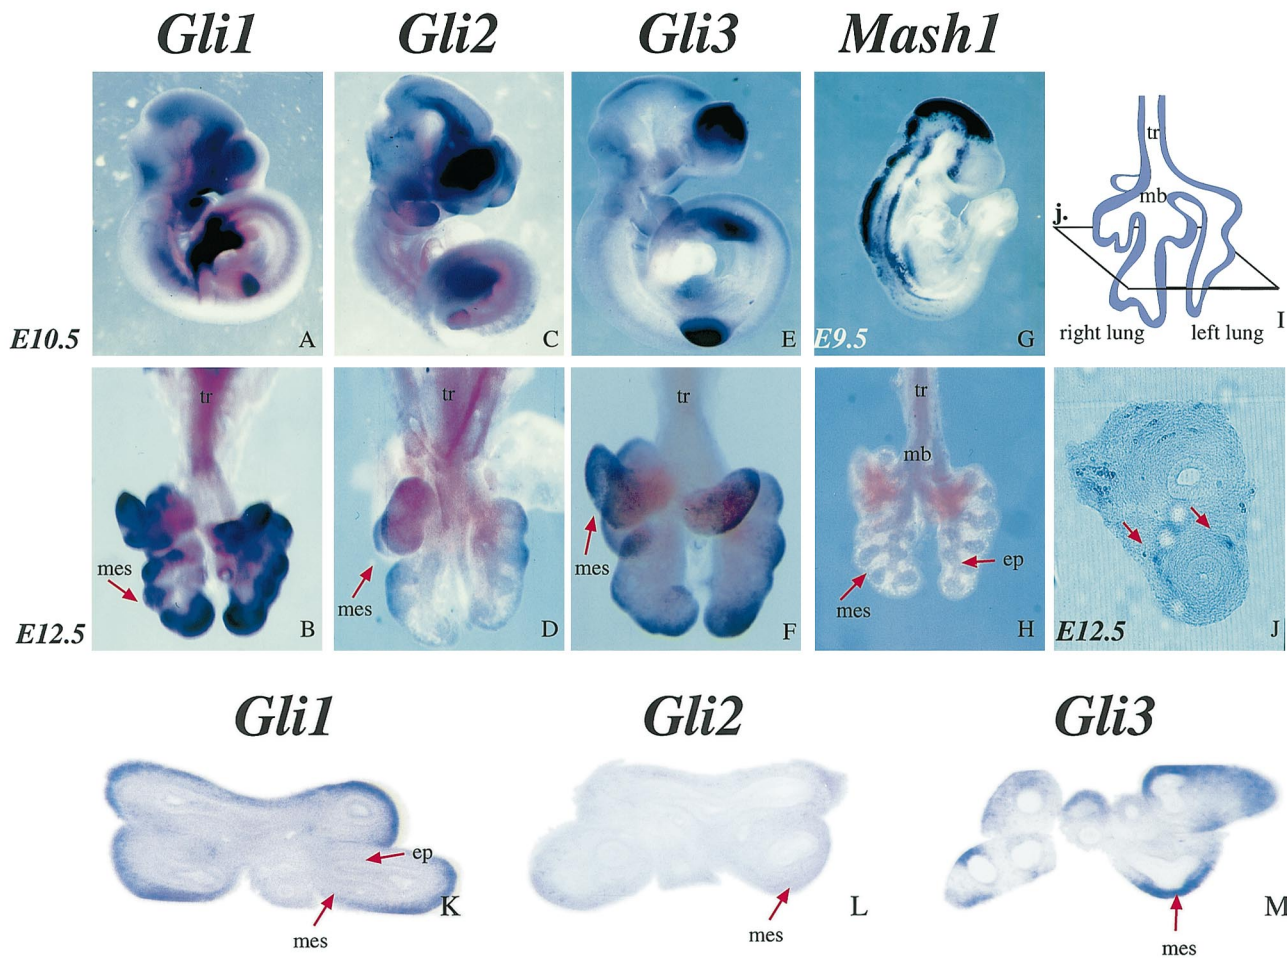 Gli1 Gli2 Gli3 Mash1
tr
mb
j.
E10.5 A C E E9.5 G I
right lung left lung
tr tr tr tr
mb
mes mes mes mes ep
E12.5 B D F H E12.5 J
Gli1 Gli2 Gli3
ep
K L M
mes mes mes